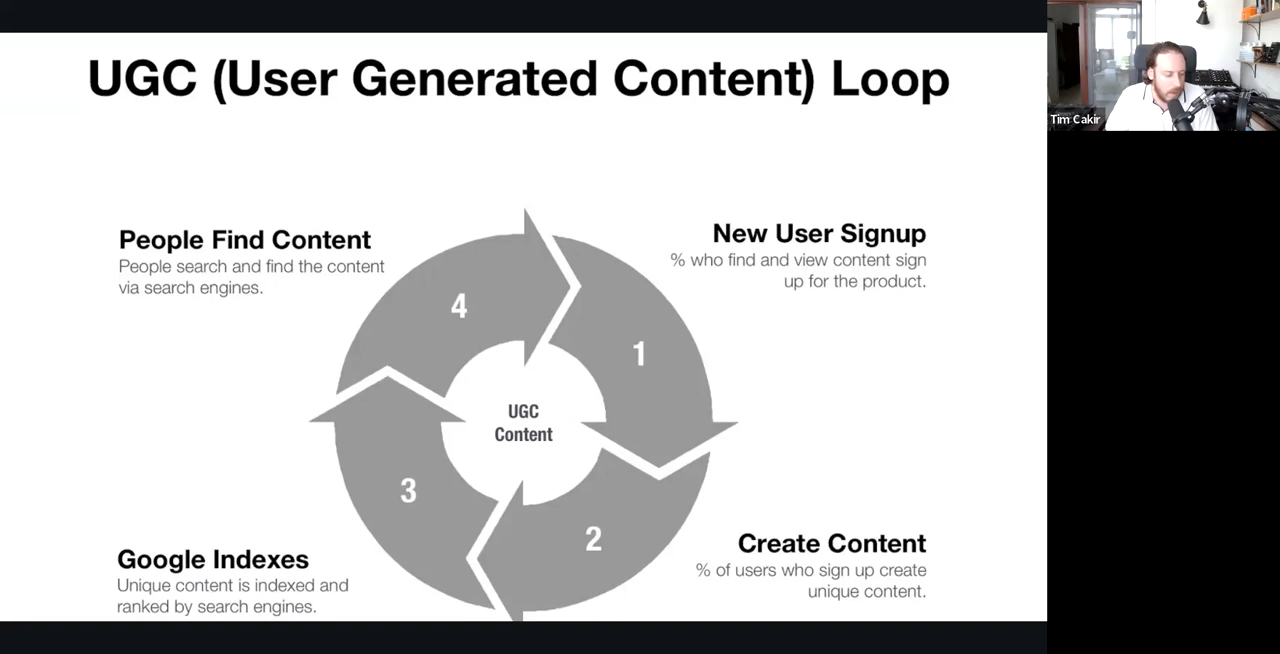 UGC (User Generated Content) Loop
Tim Cakir
People Find Content
People search and find the content
via search engines.
New User Signup
% who find and view content sign
up for the product.
4
1
UGC
Content
3
2
Google Indexes
Unique content is indexed and
ranked by search engines.
Create Content
% of users who sign up create
unique content.